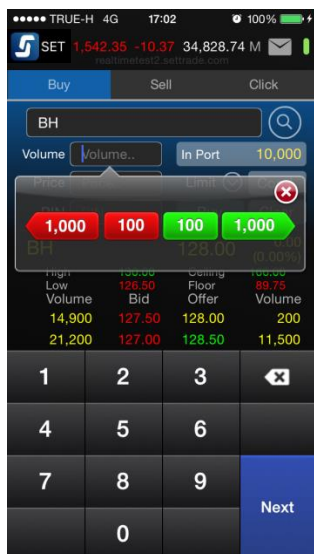 TRUE-H 4G 17:02 100%
SET 1,542.35 -10.37 34,828.74 M
realtimetest2.settrade.com
Buy Sell Click
BH
Volume Volume.. In Port 10,000
Price Limit
1,000 100 100 1,000
BH 128.00 0.00
(0.00%)
High 130.00 Ceiling
Low 126.50 Floor 89.75
Volume Bid Offer Volume
14,900 127.50 128.00 200
21,200 127.00 128.50 11,500
1 2 3
4 5 6
7 8 9
Next
0